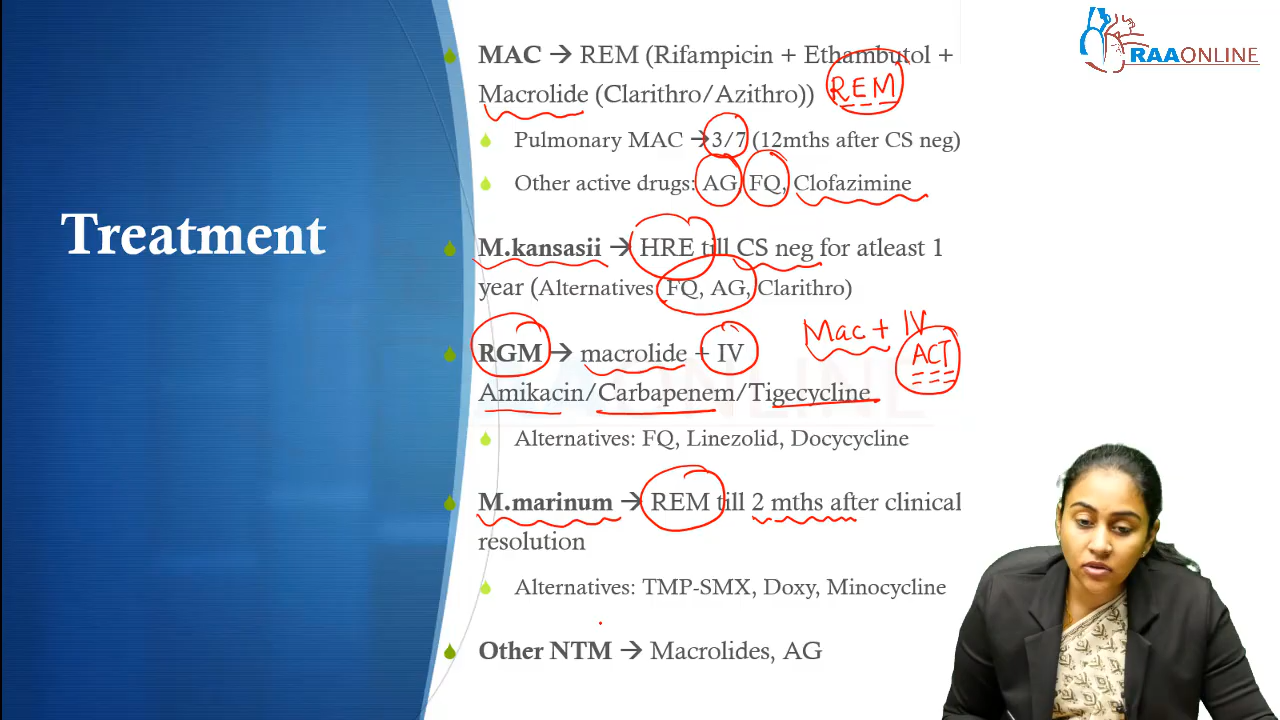 RAAONLINE
Treatment
MAC → REM (Rifampicin + Ethambutol +
Macrolide (Clarithro/Azithro))
REM
Pulmonary MAC → 3/7 (12mths after CS neg)
Other active drugs: AG, FQ, Clofazimine
M.kansasii → HRE till CS neg for atleast 1
year (Alternatives FQ, AG, Clarithro)
Mac + IV
ACT
RGM → macrolide + IV
Amikacin/Carbapenem/Tigecycline
Alternatives: FQ, Linezolid, Docycycline
M.marinum → REM till 2 mths after clinical
resolution
Alternatives: TMP-SMX, Doxy, Minocycline
Other NTM → Macrolides, AG